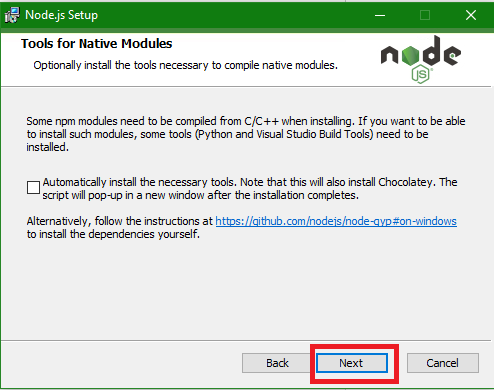 Node.js Setup
Tools for Native Modules
Optionally install the tools necessary to compile native modules.
node
JS
Some npm modules need to be compiled from C/C++ when installing. If you want to be able
to install such modules, some tools (Python and Visual Studio Build Tools) need to be
installed.
Automatically install the necessary tools. Note that this will also install Chocolatey. The
script will pop-up in a new window after the installation completes.
Alternatively, follow the instructions at https://github.com/nodejs/node-gyp#on-windows
to install the dependencies yourself.
Back Next Cancel